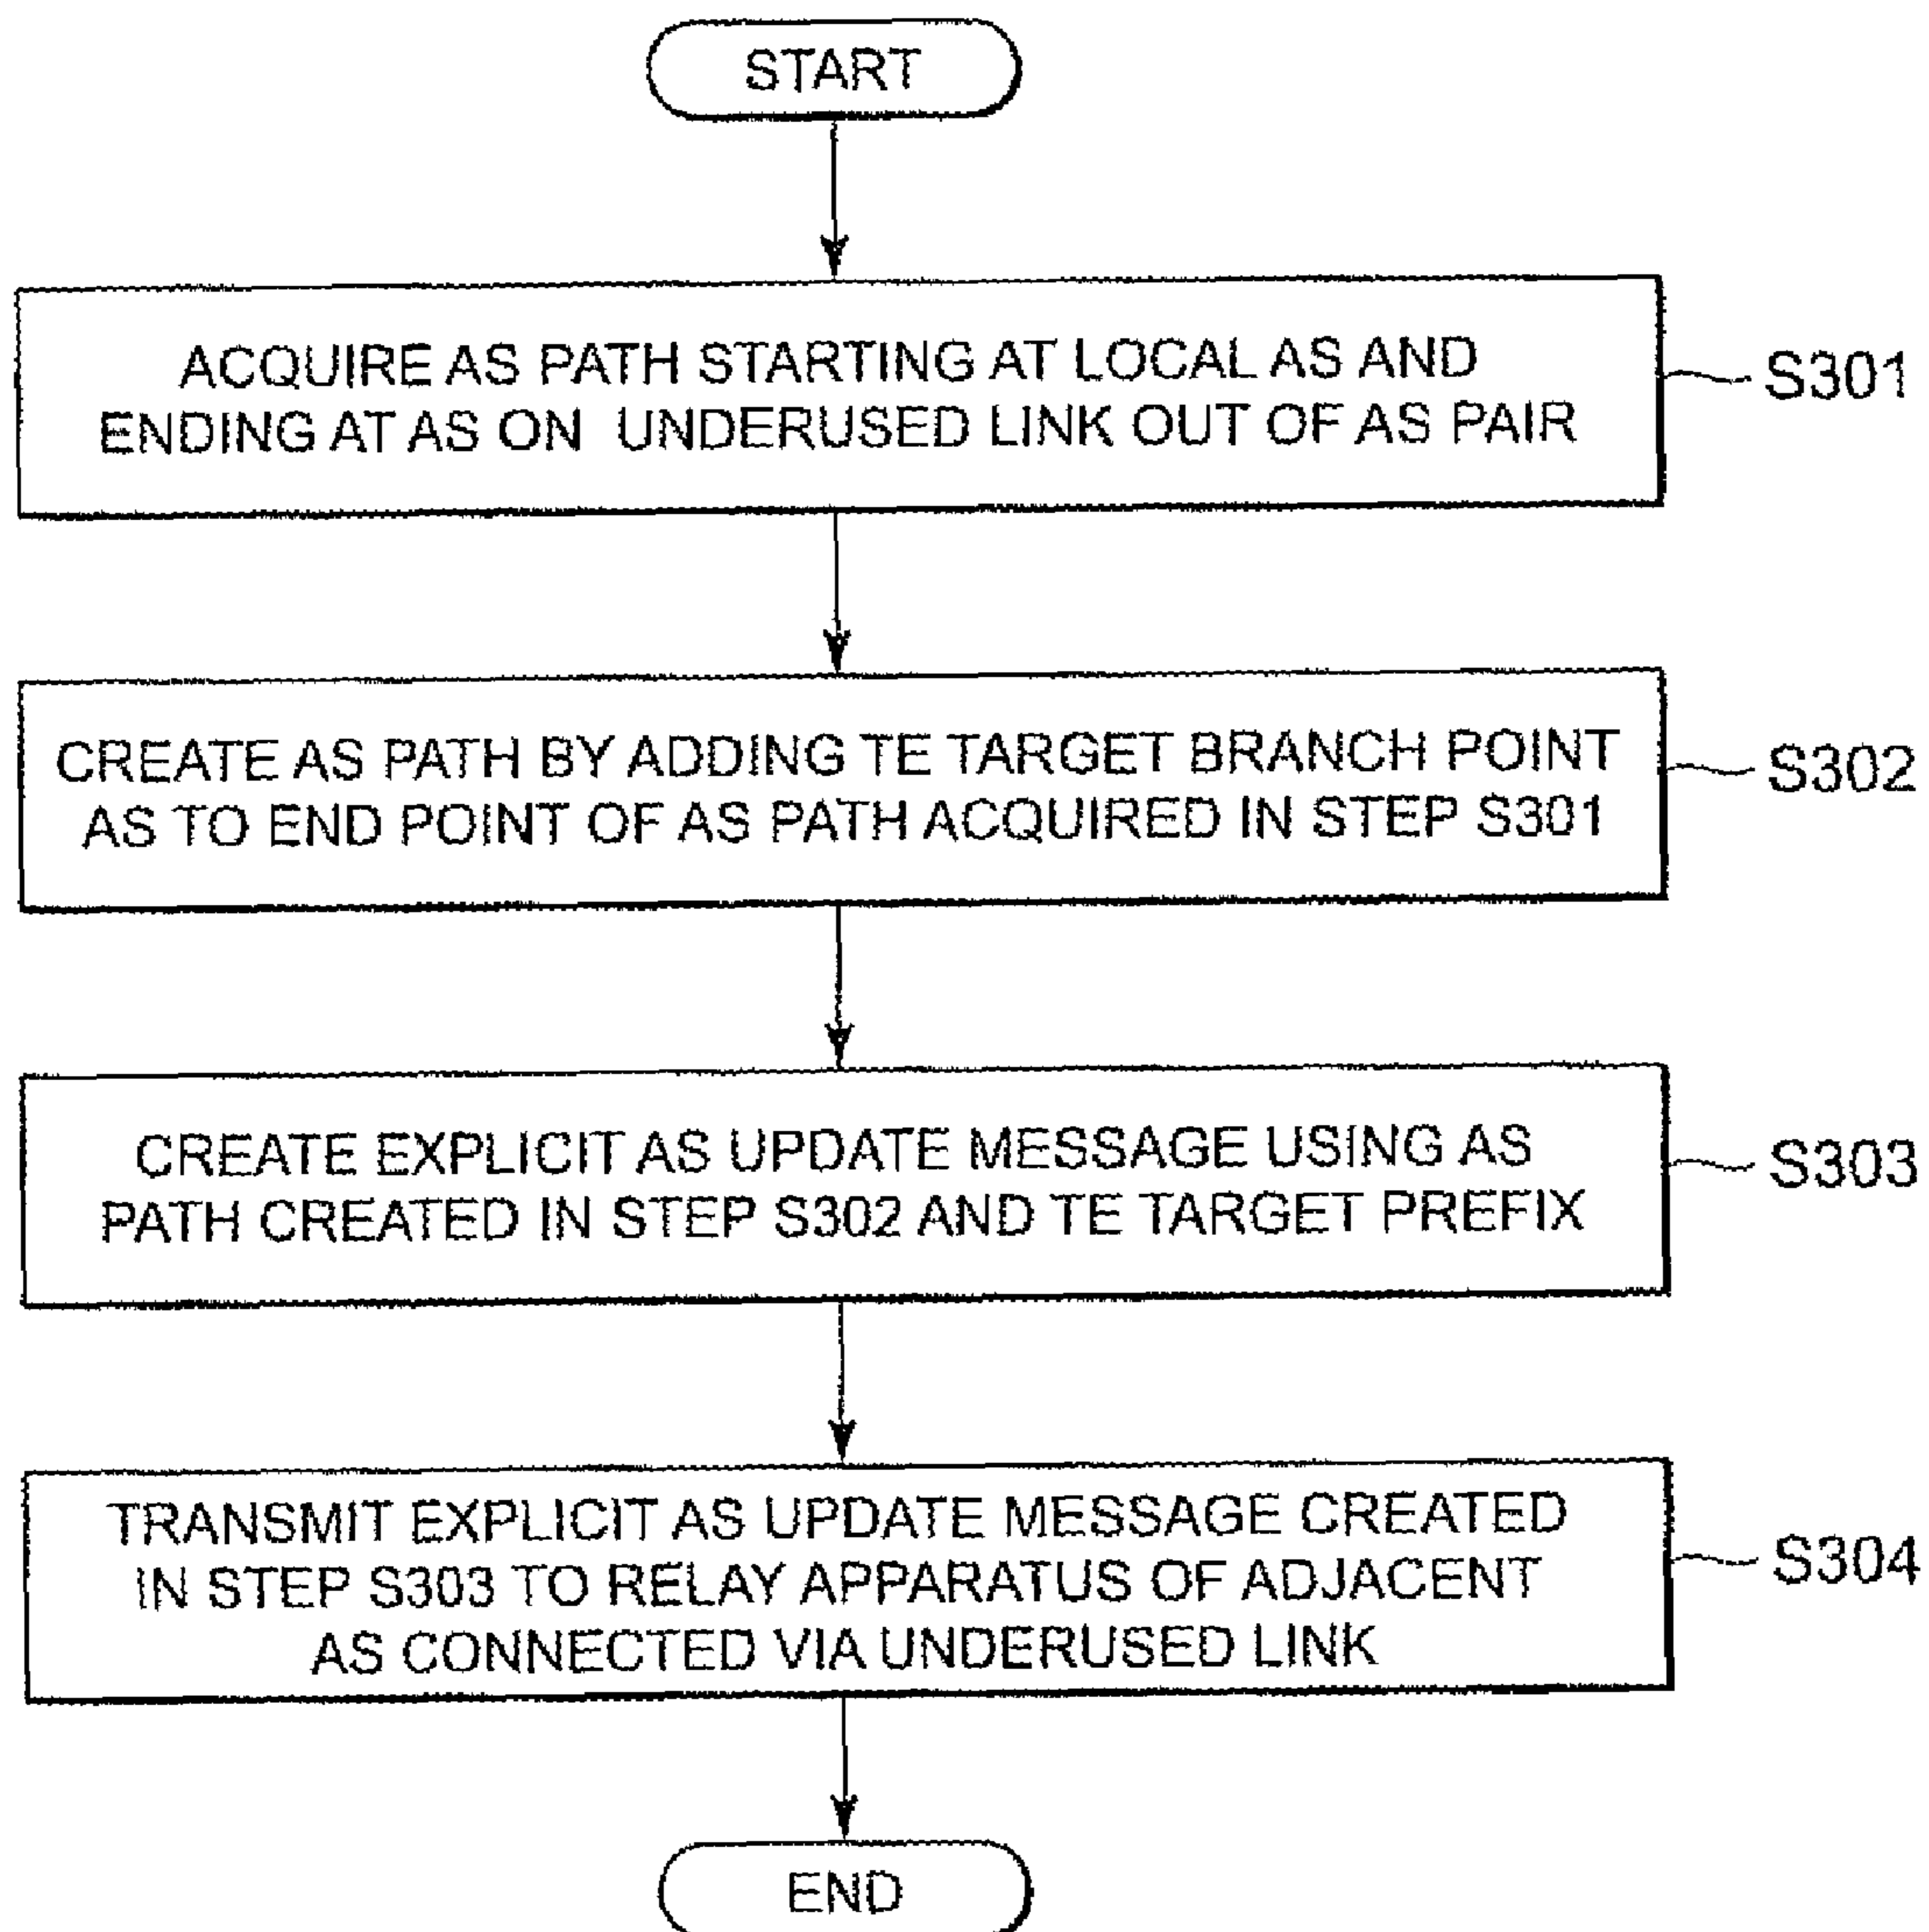 START
ACQUIRE AS PATH STARTING AT LOCAL AS AND
ENDING AT AS ON UNDERUSED LINK OUT OF AS PAIR
S301
CREATE AS PATH BY ADDING TE TARGET BRANCH POINT
AS TO END POINT OF AS PATH ACQUIRED IN STEP S301
S302
CREATE EXPLICIT AS UPDATE MESSAGE USING AS
PATH CREATED IN STEP S302 AND TE TARGET PREFIX
S303
TRANSMIT EXPLICIT AS UPDATE MESSAGE CREATED
IN STEP S303 TO RELAY APPARATUS OF ADJACENT
AS CONNECTED VIA UNDERUSED LINK
S304
END